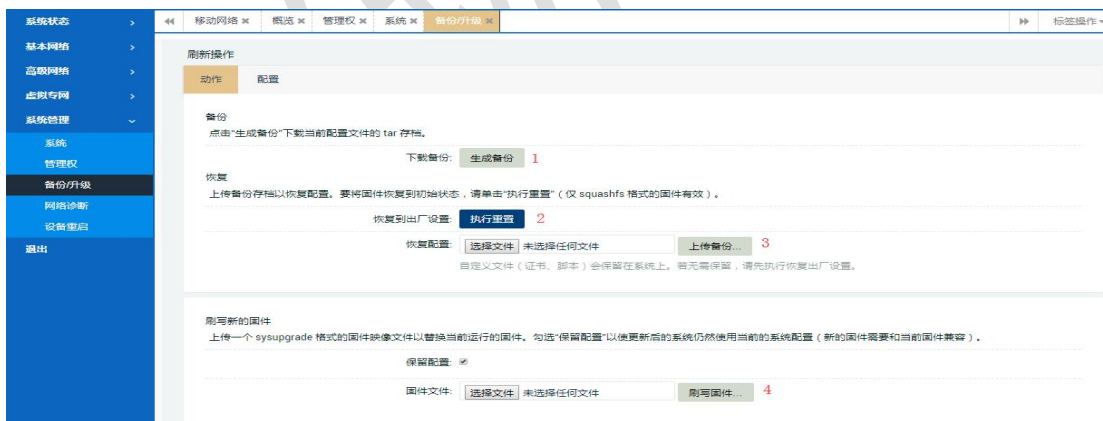 系统状态
基本网络
高级网络
虚拟专网
系统管理
系统
管理权
备份/升级
网络诊断
设备重启
退出
移动网络 概览 管理权 系统 备份/升级 标签操作
刷新操作
动作 配置
备份
点击“生成备份”下载当前配置文件的 tar 存档。
下载备份: 生成备份 1
恢复
上传备份存档以恢复配置。要将固件恢复到初始状态，请单击“执行重置”（仅 squashfs 格式的固件有效）。
恢复到出厂设置: 执行重置 2
恢复配置: 选择文件 未选择任何文件 上传备份... 3
自定义文件（证书、脚本）会保留在系统上。若无需保留，请先执行恢复出厂设置。
刷写新的固件
上传一个 sysupgrade 格式的固件映像文件以替换当前运行的固件。勾选“保留配置”以使更新后的系统仍然使用当前的系统配置（新的固件需要和当前固件兼容）。
保留配置:
固件文件: 选择文件 未选择任何文件 刷写固件... 4